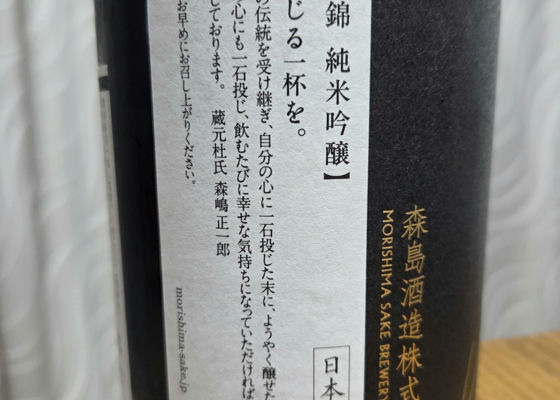 森島酒造株式
MORISHIMA SAKE BREWERY
錦 純米吟醸】
じる一杯を。
の伝統を受け継ぎ、自分の心に一石投じた末に、ようやく醸せた
心にも一石投じ、飲むたびに幸せな気持ちになっていただければ
しております。 蔵元杜氏 森嶋 正一郎
お早めにお召し上がりください。
morishima-sake.jp
日本